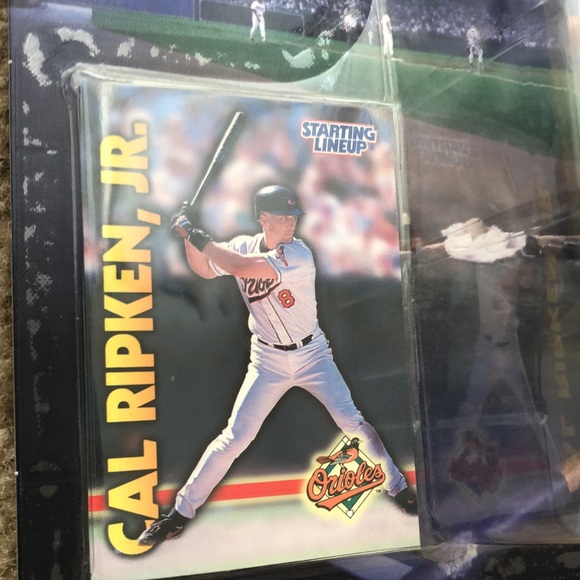 STARTING
LINEUP
CAL RIPKEN, JR.
8
Orioles